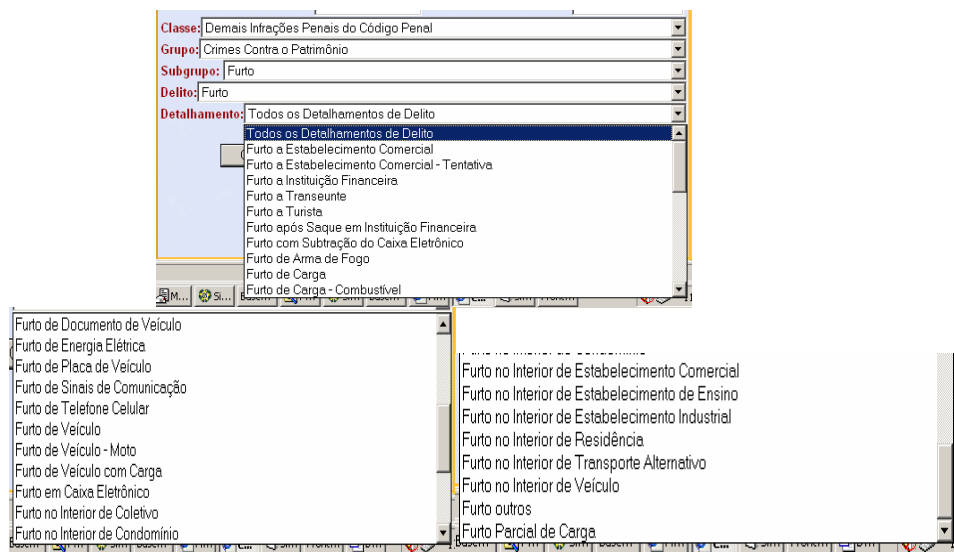 Classe: Demais Infrações Penais do Código Penal
Grupo: Crimes Contra o Patrimônio
Subgrupo: Furto
Delito: Furto
Detalhamento: Todos os Detalhamentos de Delito
Todos os Detalhamentos de Delito
Furto a Estabelecimento Comercial
Furto a Estabelecimento Comercial - Tentativa
Furto a Instituição Financeira
Furto a Transeunte
Furto a Turista
Furto após Saque em Instituição Financeira
Furto com Subtração do Caixa Eletrônico
Furto de Arma de Fogo
Furto de Carga
Furto de Carga - Combustível
M... Si...
Furto de Documento de Veículo
Furto de Energia Elétrica
Furto de Placa de Veículo
Furto de Sinais de Comunicação
Furto de Telefone Celular
Furto de Veículo
Furto de Veículo - Moto
Furto de Veículo com Carga
Furto em Caixa Eletrônico
Furto no Interior de Coletivo
Furto no Interior de Condomínio
Furto no Interior de Condomínio
Furto no Interior de Estabelecimento Comercial
Furto no Interior de Estabelecimento de Ensino
Furto no Interior de Estabelecimento Industrial
Furto no Interior de Residência
Furto no Interior de Transporte Alternativo
Furto no Interior de Veículo
Furto outros
Furto Parcial de Carga